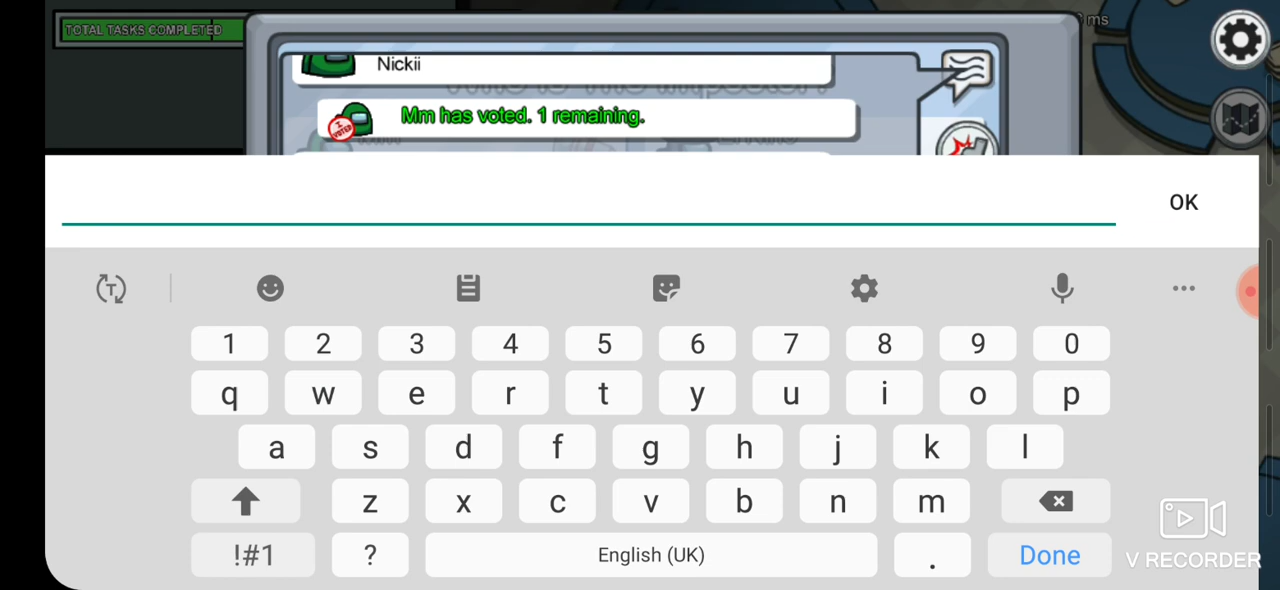 TOTAL TASKS COMPLETED
ms
Nickii
Mm has voted. 1 remaining.
OK
1 2 3 4 5 6 7 8 9 0
q w e r t y u i o p
a s d f g h j k l
z x c v b n m
!#1 ? English (UK) . Done
V RECORDER